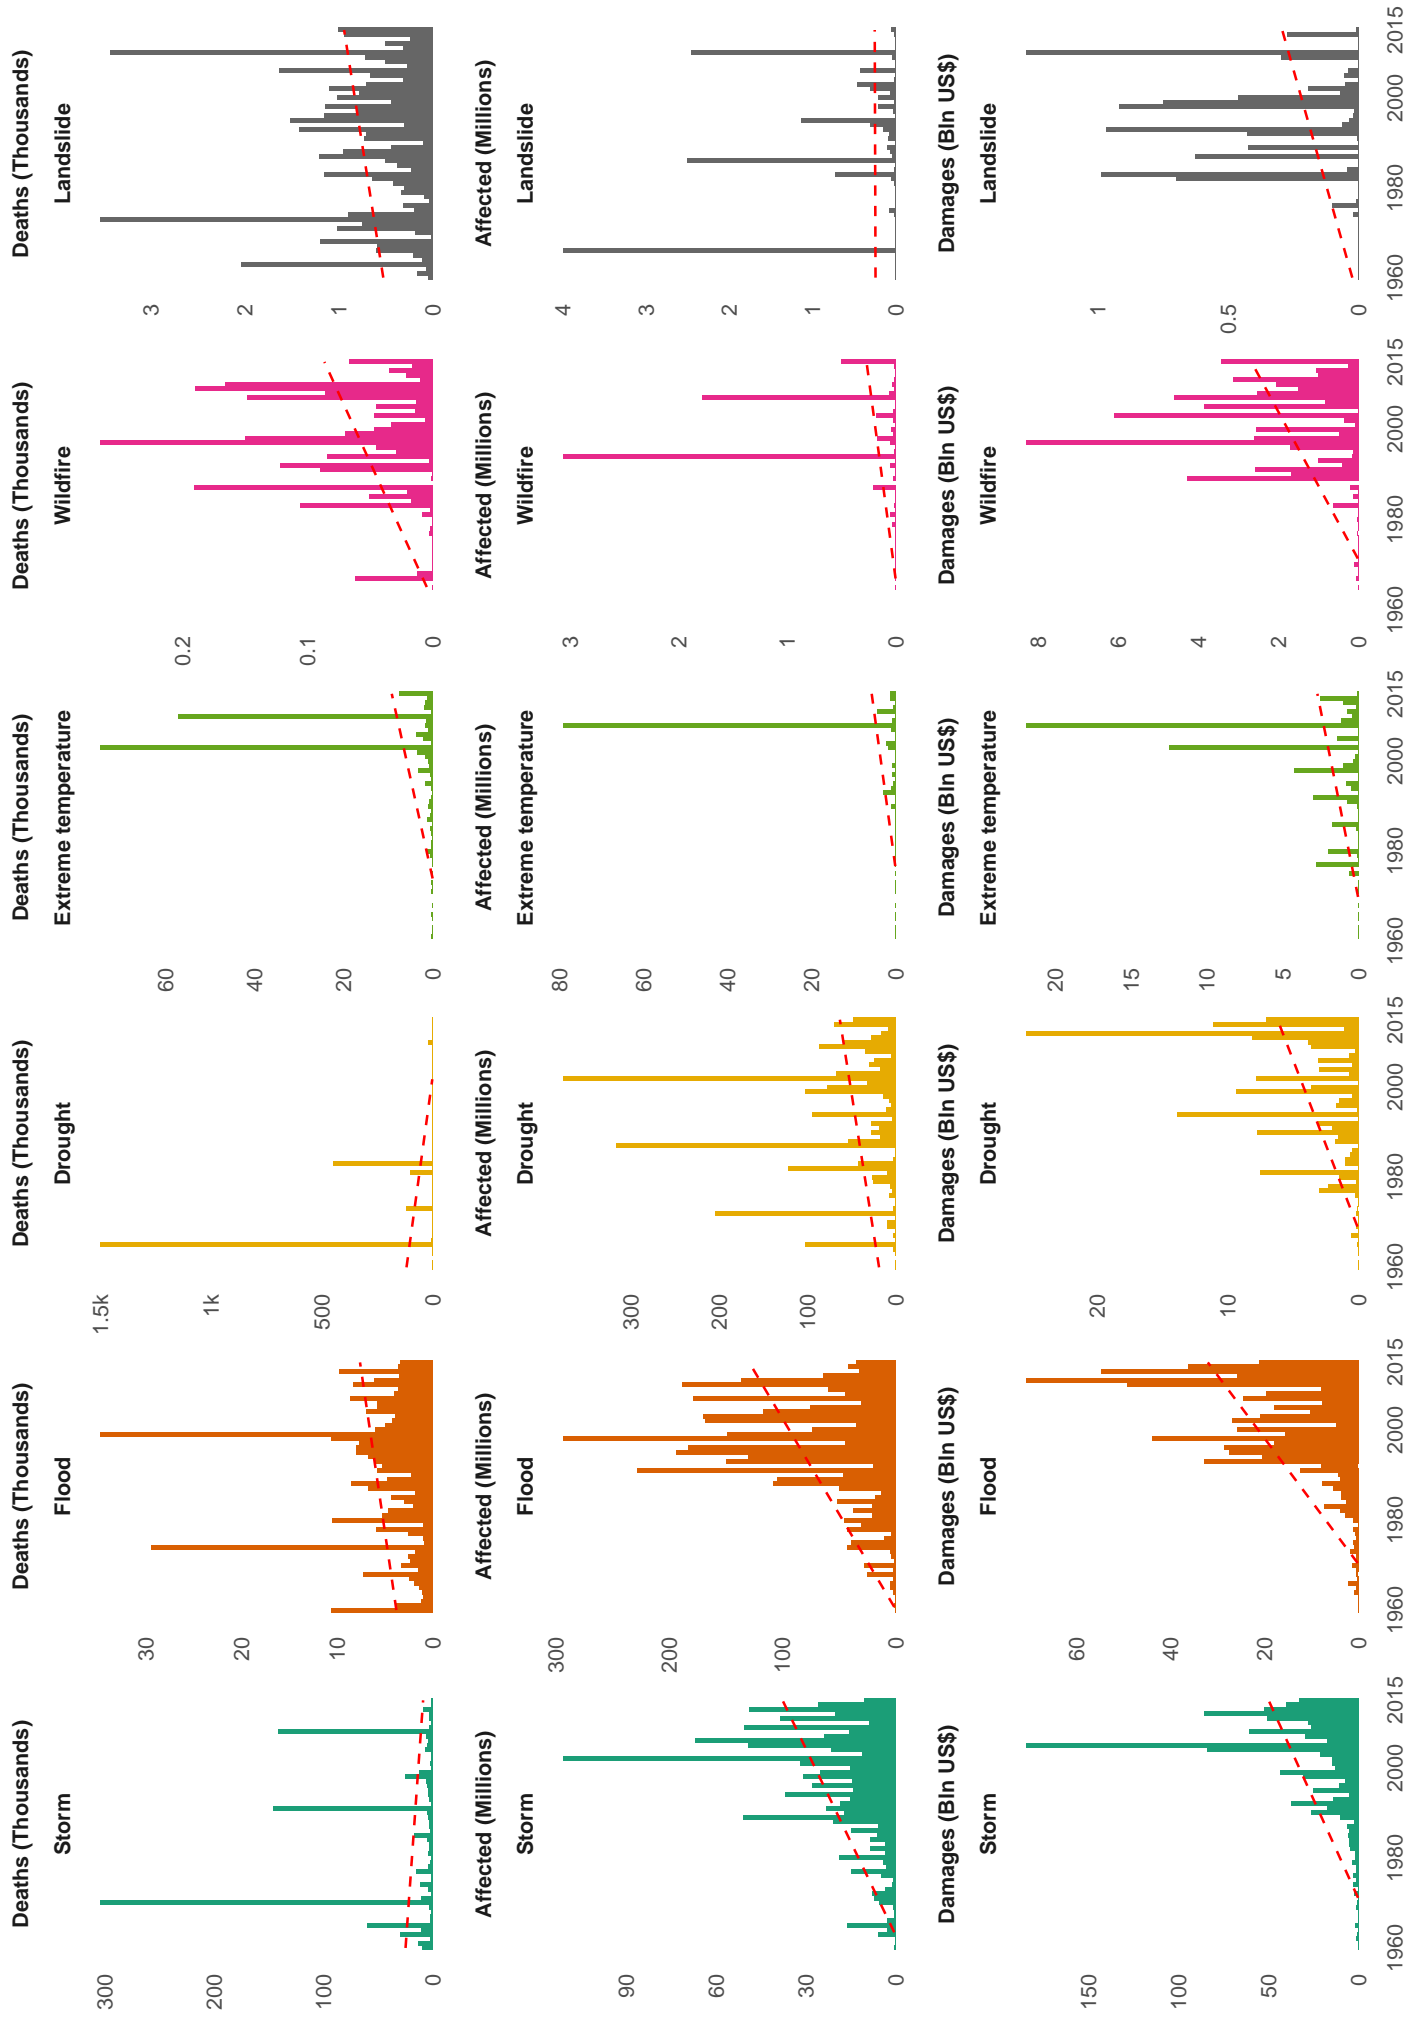 Deaths (Thousands)
Storm
300
200
100
0
Deaths (Thousands)
Flood
30
20
10
0
Deaths (Thousands)
Drought
1.5k
1k
500
0
Deaths (Thousands)
Extreme temperature
60
40
20
0
Deaths (Thousands)
Wildfire
0.2
0.1
0
Deaths (Thousands)
Landslide
3
2
1
0
Affected (Millions)
Storm
90
60
30
0
Affected (Millions)
Flood
300
200
100
0
Affected (Millions)
Drought
300
200
100
0
Affected (Millions)
Extreme temperature
80
60
40
20
0
Affected (Millions)
Wildfire
3
2
1
0
Affected (Millions)
Landslide
4
3
2
1
0
Damages (Bln US$)
Storm
150
100
50
0
1960 1980 2000 2015
Damages (Bln US$)
Flood
60
40
20
0
1960 1980 2000 2015
Damages (Bln US$)
Drought
20
10
0
1960 1980 2000 2015
Damages (Bln US$)
Extreme temperature
20
15
10
5
0
1960 1980 2000 2015
Damages (Bln US$)
Wildfire
8
6
4
2
0
1960 1980 2000 2015
Damages (Bln US$)
Landslide
1
0.5
0
1960 1980 2000 2015